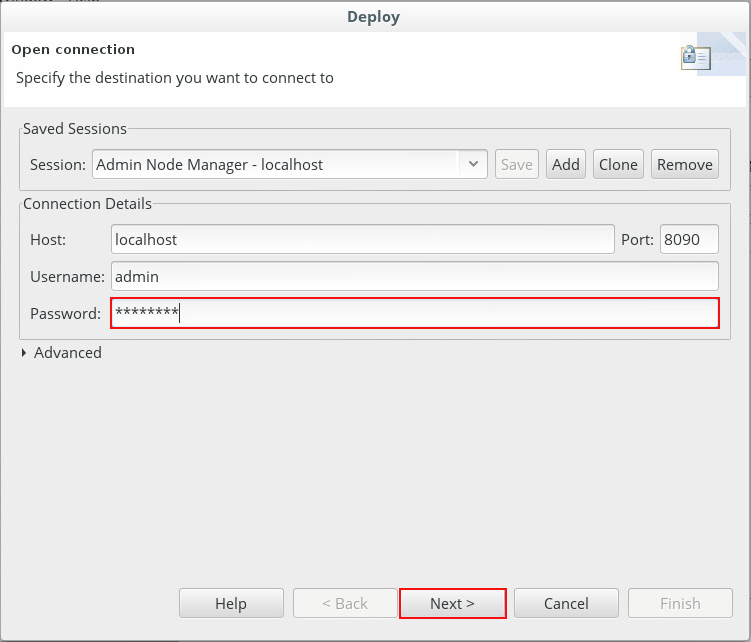 Deploy
Open connection
Specify the destination you want to connect to
Saved Sessions
Session: Admin Node Manager - localhost Save Add Clone Remove
Connection Details
Host: localhost Port: 8090
Username: admin
Password: ********
Advanced
Help < Back Next > Cancel Finish